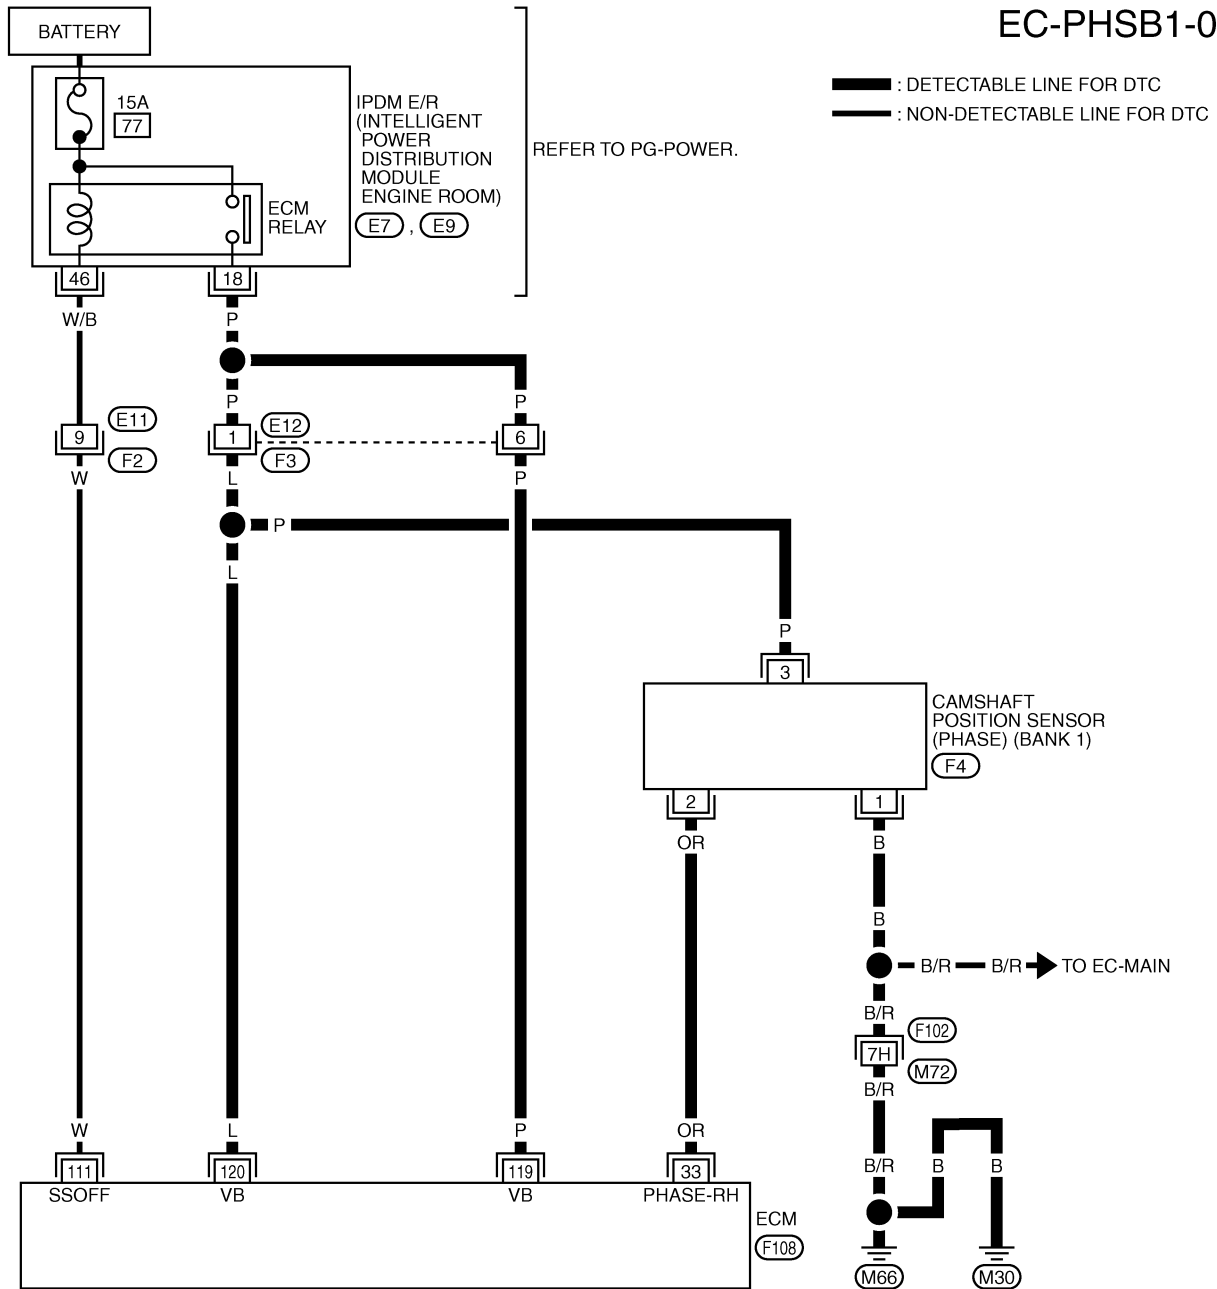 EC-PHSB1-0
BATTERY
: DETECTABLE LINE FOR DTC
: NON-DETECTABLE LINE FOR DTC
15A
77
IPDM E/R
(INTELLIGENT
POWER
DISTRIBUTION
MODULE
ENGINE ROOM)
E7 , E9
REFER TO PG-POWER.
ECM
RELAY
46
18
W/B
P
P
P
9
E11
F2
1
E12
F3
6
W
L
P
P
L
P
3
CAMSHAFT
POSITION SENSOR
(PHASE) (BANK 1)
F4
2
1
OR
B
B
B/R
B/R
TO EC-MAIN
B/R
F102
7H
M72
B/R
W
L
P
OR
B/R
B
B
111
120
119
33
SSOFF
VB
VB
PHASE-RH
ECM
F108
M66
M30